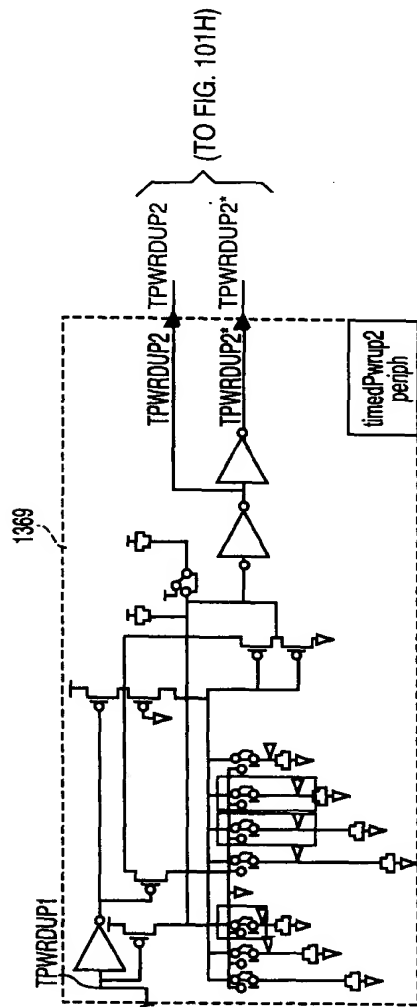 1369
TPWRDUP1
TPWRDUP2
TPWRDUP2
TPWRDUP2*
TPWRDUP2*
(TO FIG. 101H)
timedPwrup2
periph